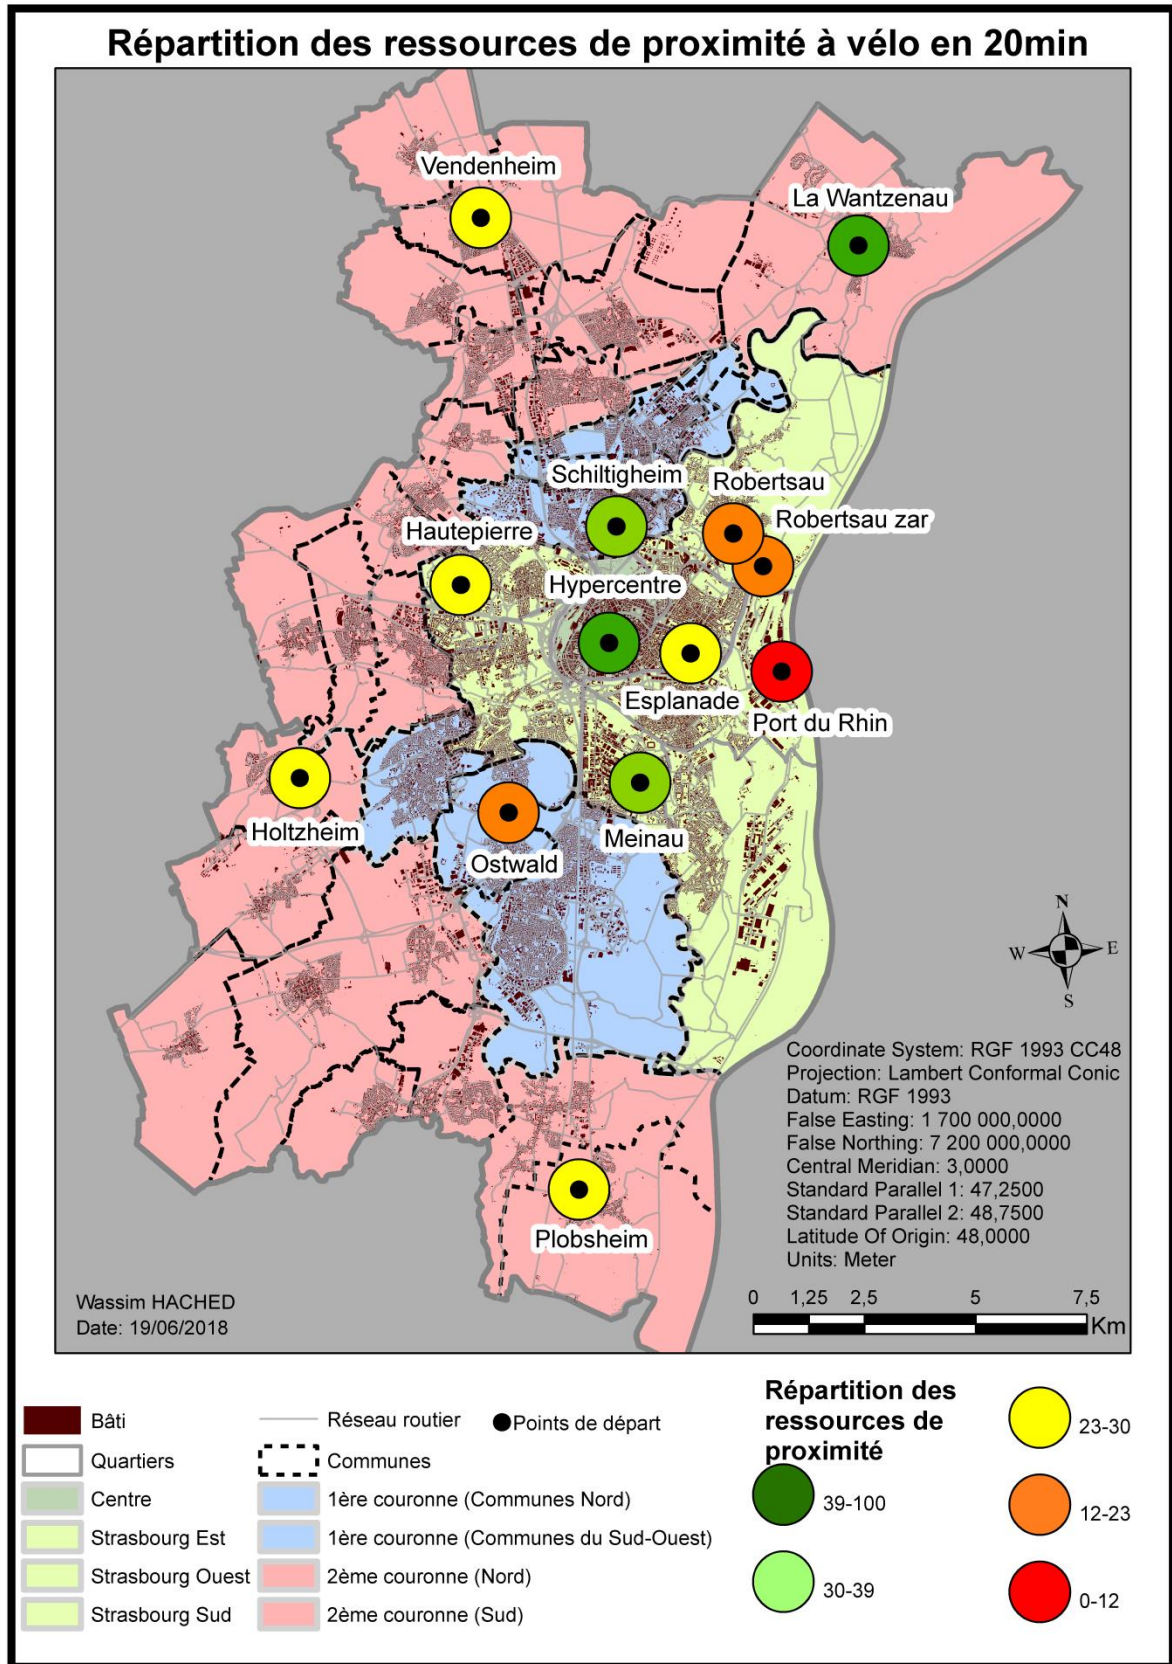 Répartition des ressources de proximité à vélo en 20min
Vendenheim
La Wantzenau
Schiltigheim
Robertsau
Robertsau zar
Hautepierre
Hypercentre
Esplanade
Port du Rhin
Holtzheim
Ostwald
Meinau
Plobsheim
N
W
E
S
Coordinate System: RGF 1993 CC48
Projection: Lambert Conformal Conic
Datum: RGF 1993
False Easting: 1 700 000,0000
False Northing: 7 200 000,0000
Central Meridian: 3,0000
Standard Parallel 1: 47,2500
Standard Parallel 2: 48,7500
Latitude Of Origin: 48,0000
Units: Meter
Wassim HACHED
Date: 19/06/2018
0 1,25 2,5 5 7,5
Km
Bâti
Quartiers
Centre
Strasbourg Est
Strasbourg Ouest
Strasbourg Sud
Réseau routier
Points de départ
Communes
1ère couronne (Communes Nord)
1ère couronne (Communes du Sud-Ouest)
2ème couronne (Nord)
2ème couronne (Sud)
Répartition des
ressources de
proximité
39-100
30-39
23-30
12-23
0-12